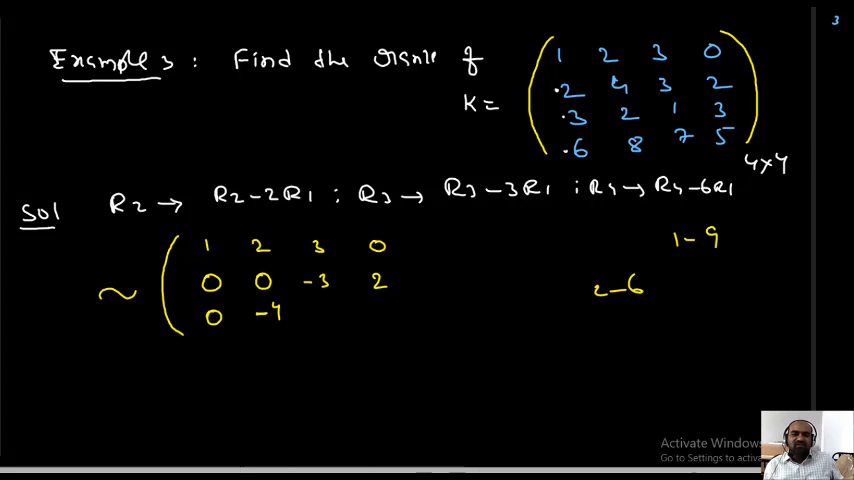 3
Example 3 : Find the rank of
K = ( 1 2 3 0
2 4 3 2
3 2 1 3
6 8 7 5 ) 4×4
Sol R2 → R2-2R1 ; R3 → R3-3R1 ; R4 → R4-6R1
1 - 9
2 - 6
~ ( 1 2 3 0
0 0 -3 2
0 -4
Activate Windows
Go to Settings to activa